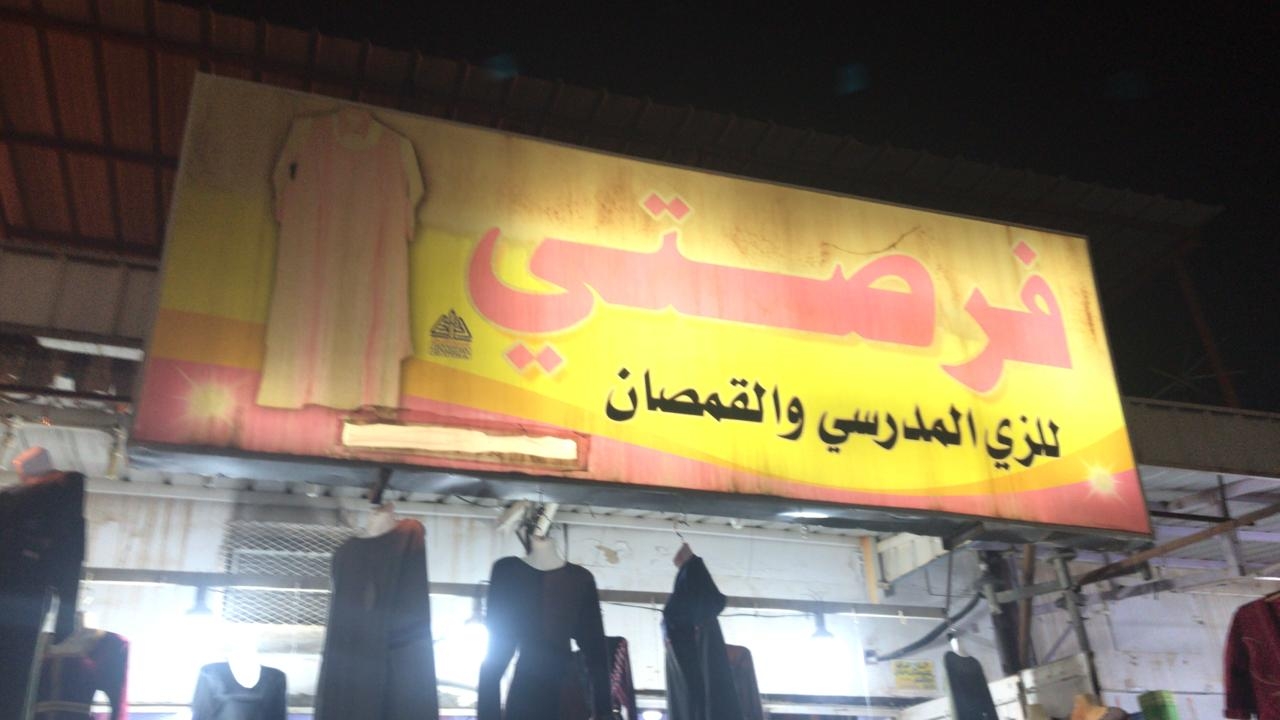 فرصتي
للزي المدرسي والقمصان